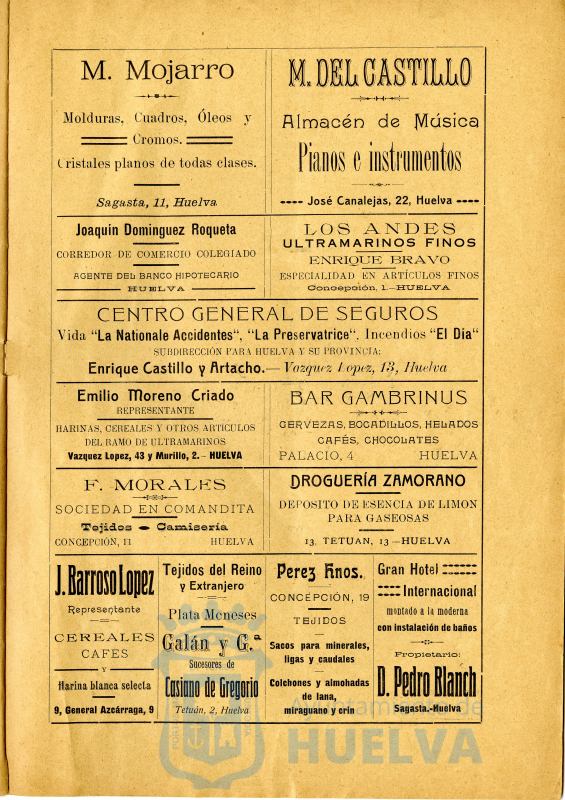 M. Mojarro
Molduras, Cuadros, Óleos y
Cromos.
Cristales planos de todas clases.
Sagasta, 11, Huelva
M. DEL CASTILLO
Almacén de Música
Pianos e instrumentos
José Canalejas, 22, Huelva
Joaquin Dominguez Roqueta
CORREDOR DE COMERCIO COLEGIADO
AGENTE DEL BANCO HIPOTECARIO
HUELVA
LOS ANDES
ULTRAMARINOS FINOS
ENRIQUE BRAVO
ESPECIALIDAD EN ARTÍCULOS FINOS
Concepción, 1.—HUELVA
CENTRO GENERAL DE SEGUROS
Vida "La Nationale Accidentes", "La Preservatrice", Incendios "El Dia"
SUBDIRECCIÓN PARA HUELVA Y SU PROVINCIA:
Enrique Castillo y Artacho.—Vazquez Lopez, 13, Huelva
Emilio Moreno Criado
REPRESENTANTE
HARINAS, CEREALES Y OTROS ARTICULOS
DEL RAMO DE ULTRAMARINOS
Vazquez Lopez, 43 y Murillo, 2.- HUELVA
BAR GAMBRINUS
CERVEZAS, BOCADILLOS, HELADOS
CAFÉS, CHOCOLATES
PALACIO, 4 HUELVA
F. MORALES
SOCIEDAD EN COMANDITA
Tejidos - Camisería
CONCEPCIÓN, 11 HUELVA
DROGUERÍA ZAMORANO
DEPOSITO DE ESENCIA DE LIMON
PARA GASEOSAS
13, TETUAN, 13—HUELVA
J. Barroso Lopez
Representante
CEREALES
CAFES
Y
Harina blanca selecta
9, General Azcárraga, 9
Tejidos del Reino
y Extranjero
Plata Meneses
Galán y C.ª
Sucesores de
Casiano de Gregorio
Tetuán, 2, Huelva
Perez Hnos.
CONCEPCIÓN, 19
TEJIDOS
Sacos para minerales,
ligas y caudales
Colchones y almohadas
de lana,
miraguano y crin
Gran Hotel
Internacional
montado a la moderna
con instalación de baños
Propietario:
D. Pedro Blanch
Sagasta.-Huelva
HUELVA